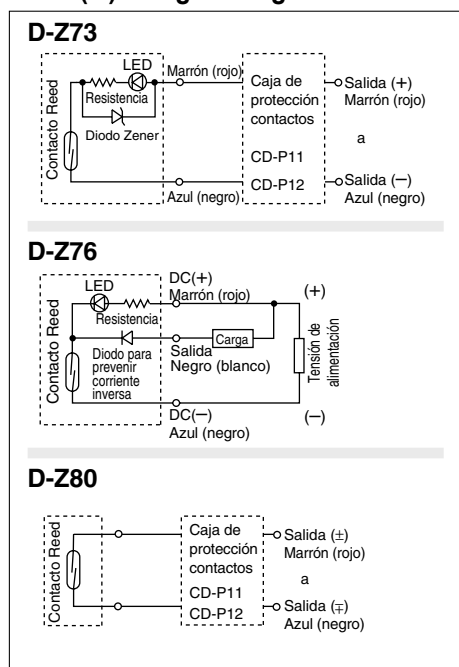 D-Z73
LED
Marrón (rojo)
Resistencia
Diodo Zener
Contacto Reed
Azul (negro)
Caja de
protección
contactos
CD-P11
CD-P12
Salida (+)
Marrón (rojo)
a
Salida (−)
Azul (negro)
D-Z76
LED
DC(+)
Marrón (rojo)
Resistencia
Contacto Reed
Diodo para
prevenir
corriente
inversa
Carga
Salida
Negro (blanco)
DC(−)
Azul (negro)
(+)
Tensión de
alimentación
(−)
D-Z80
Contacto Reed
Caja de
protección
contactos
CD-P11
CD-P12
Salida (±)
Marrón (rojo)
a
Salida (∓)
Azul (negro)